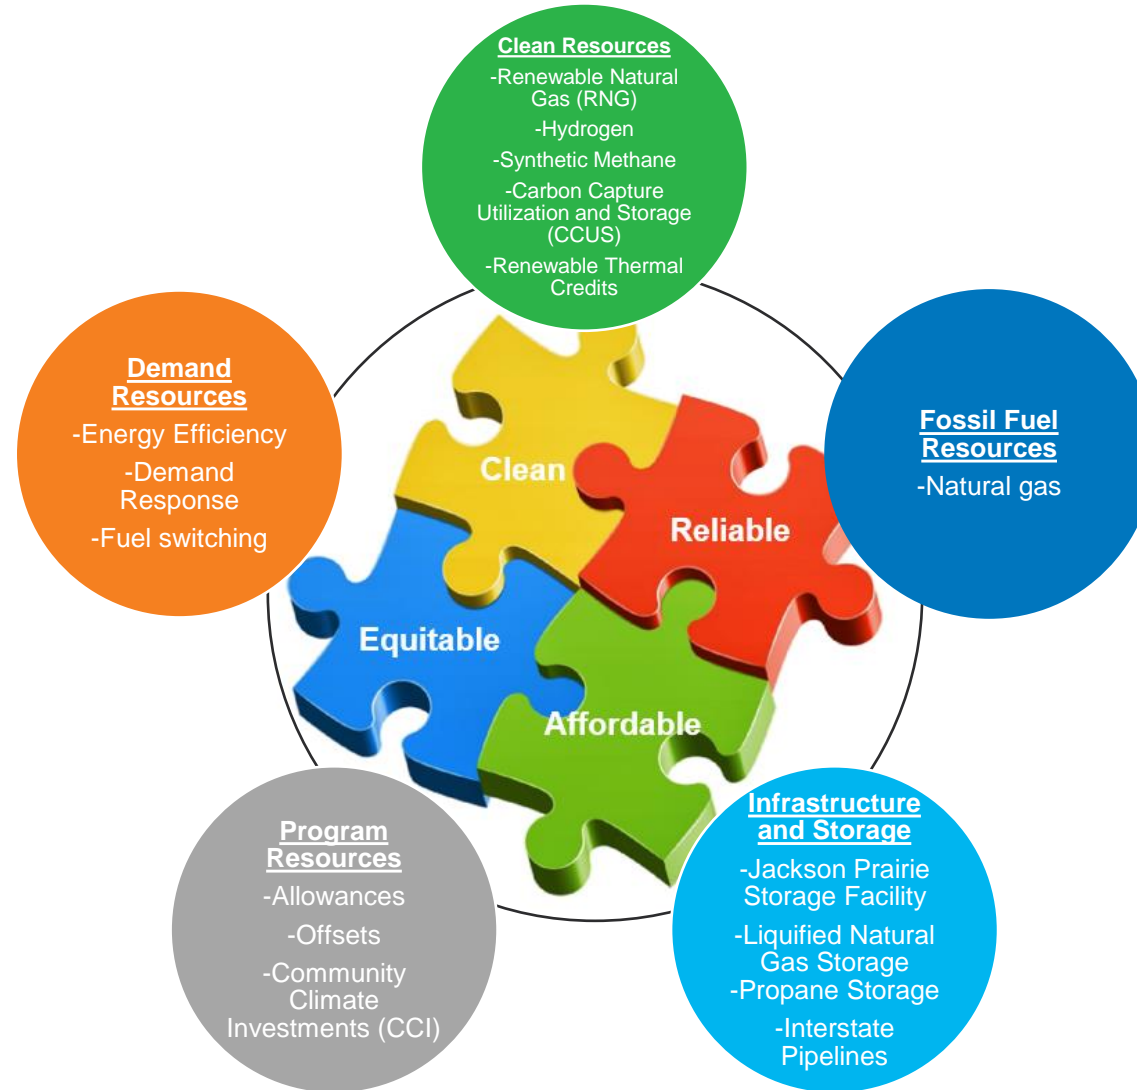 Clean Resources
-Renewable Natural
Gas (RNG)
-Hydrogen
-Synthetic Methane
-Carbon Capture
Utilization and Storage
(CCUS)
-Renewable Thermal
Credits
Demand
Resources
-Energy Efficiency
-Demand
Response
-Fuel switching
Fossil Fuel
Resources
-Natural gas
Clean
Reliable
Equitable
Affordable
Program
Resources
-Allowances
-Offsets
-Community
Climate
Investments (CCI)
Infrastructure
and Storage
-Jackson Prairie
Storage Facility
-Liquified Natural
Gas Storage
-Propane Storage
-Interstate
Pipelines